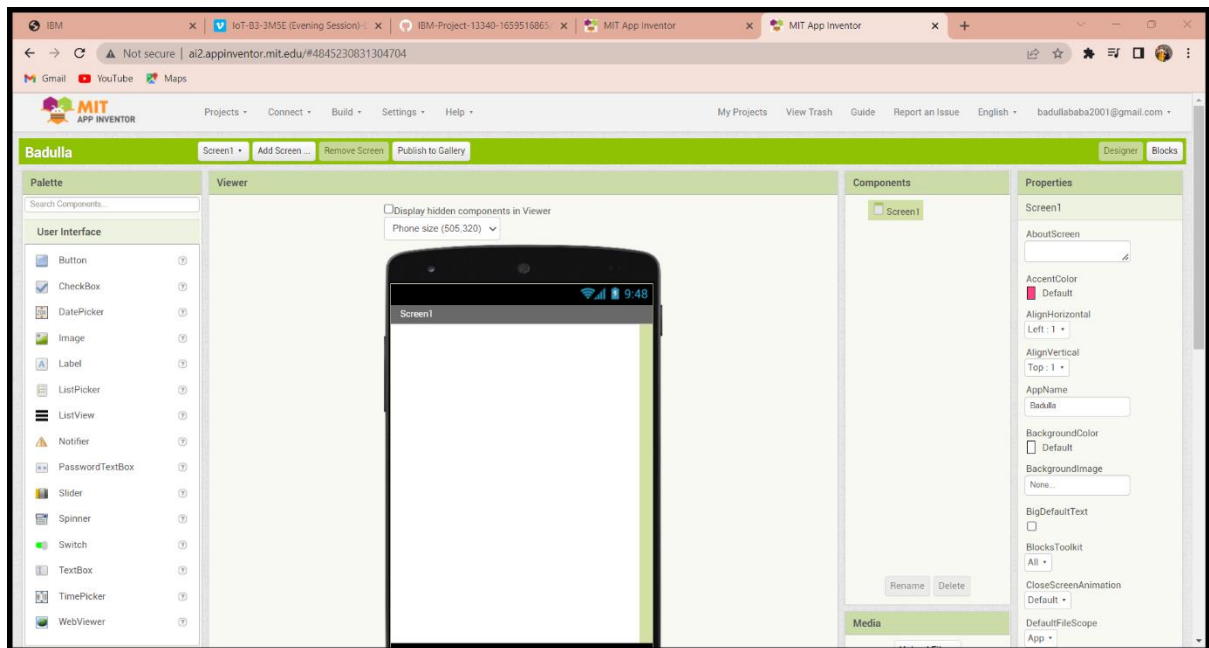 IBM
IoT-B3-3M5E (Evening Session)-
IBM-Project-13340-1659516865
MIT App Inventor
MIT App Inventor
Not secure | ai2.appinventor.mit.edu/#4845230831304704
Gmail YouTube Maps
MIT
APP INVENTOR
Projects Connect Build Settings Help My Projects View Trash Guide Report an Issue English badullababa2001@gmail.com
Badulla Screen1 Add Screen ... Remove Screen Publish to Gallery Designer Blocks
Palette
Search Components...
User Interface
Button
CheckBox
DatePicker
Image
Label
ListPicker
ListView
Notifier
PasswordTextBox
Slider
Spinner
Switch
TextBox
TimePicker
WebViewer
Viewer
Display hidden components in Viewer
Phone size (505,320)
9:48
Screen1
Components
Screen1
Rename Delete
Media
Properties
Screen1
AboutScreen
AccentColor
Default
AlignHorizontal
Left : 1
AlignVertical
Top : 1
AppName
Badulla
BackgroundColor
Default
BackgroundImage
None...
BigDefaultText
BlocksToolkit
All
CloseScreenAnimation
Default
DefaultFileScope
App